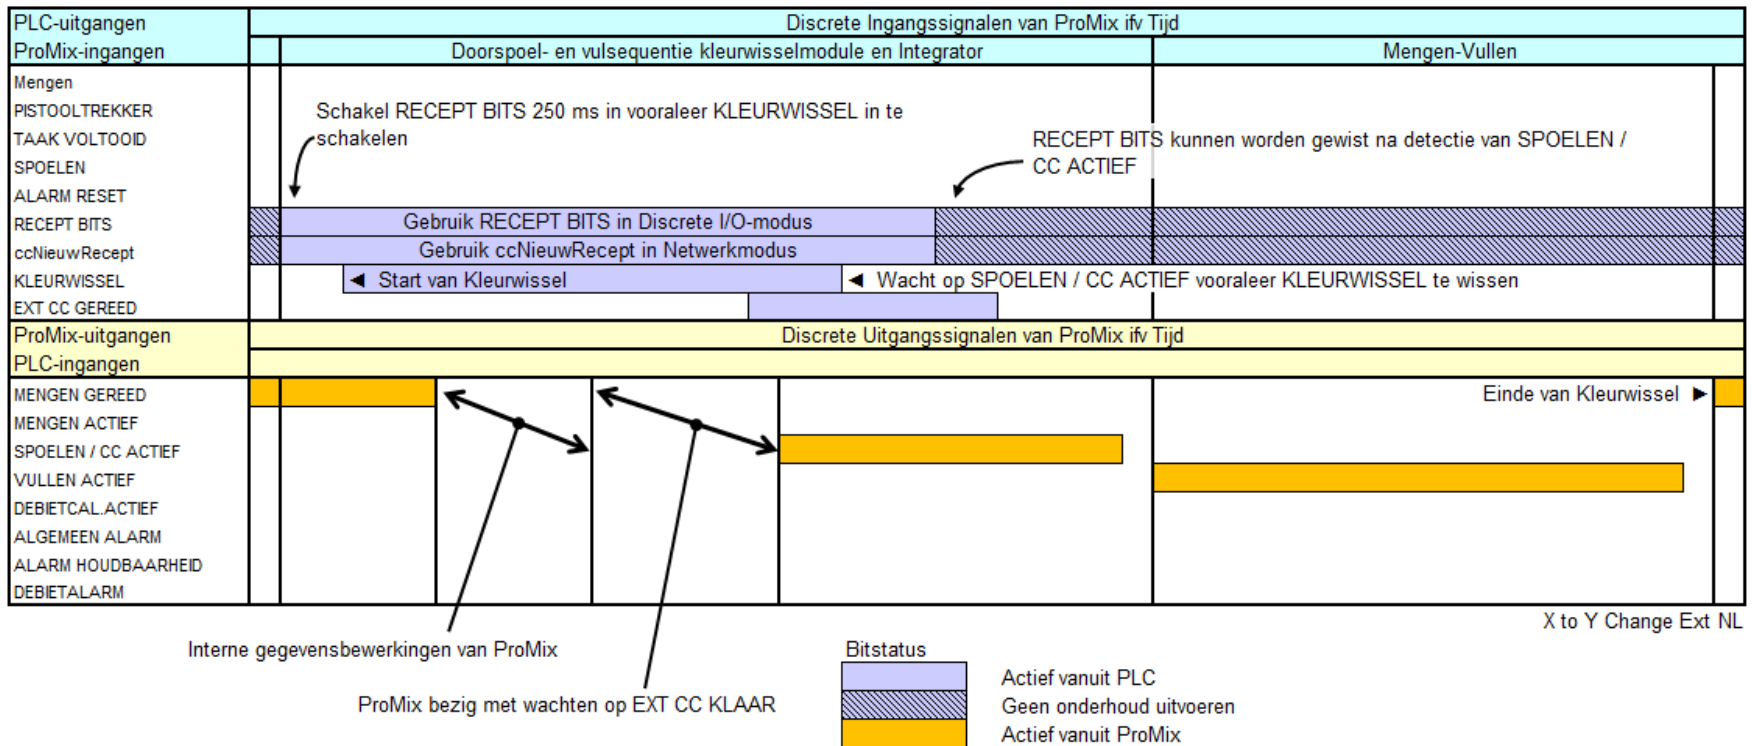 PLC-uitgangen
Discrete Ingangssignalen van ProMix ifv Tijd
ProMix-ingangen
Doorspoel- en vulsequentie kleurwisselmodule en Integrator
Mengen-Vullen
Mengen
PISTOOLTREKKER
TAAK VOLTOOID
SPOELEN
ALARM RESET
RECEPT BITS
ccNieuwRecept
KLEURWISSEL
EXT CC GEREED
Schakel RECEPT BITS 250 ms in vooraleer KLEURWISSEL in te
schakelen
RECEPT BITS kunnen worden gewist na detectie van SPOELEN /
CC ACTIEF
Gebruik RECEPT BITS in Discrete I/O-modus
Gebruik ccNieuwRecept in Netwerkmodus
◄ Start van Kleurwissel
◄ Wacht op SPOELEN / CC ACTIEF vooraleer KLEURWISSEL te wissen
ProMix-uitgangen
Discrete Uitgangssignalen van ProMix ifv Tijd
PLC-ingangen
MENGEN GEREED
MENGEN ACTIEF
SPOELEN / CC ACTIEF
VULLEN ACTIEF
DEBIETCAL.ACTIEF
ALGEMEEN ALARM
ALARM HOUDBAARHEID
DEBIETALARM
Einde van Kleurwissel ►
X to Y Change Ext NL
Interne gegevensbewerkingen van ProMix
ProMix bezig met wachten op EXT CC KLAAR
Bitstatus
Actief vanuit PLC
Geen onderhoud uitvoeren
Actief vanuit ProMix